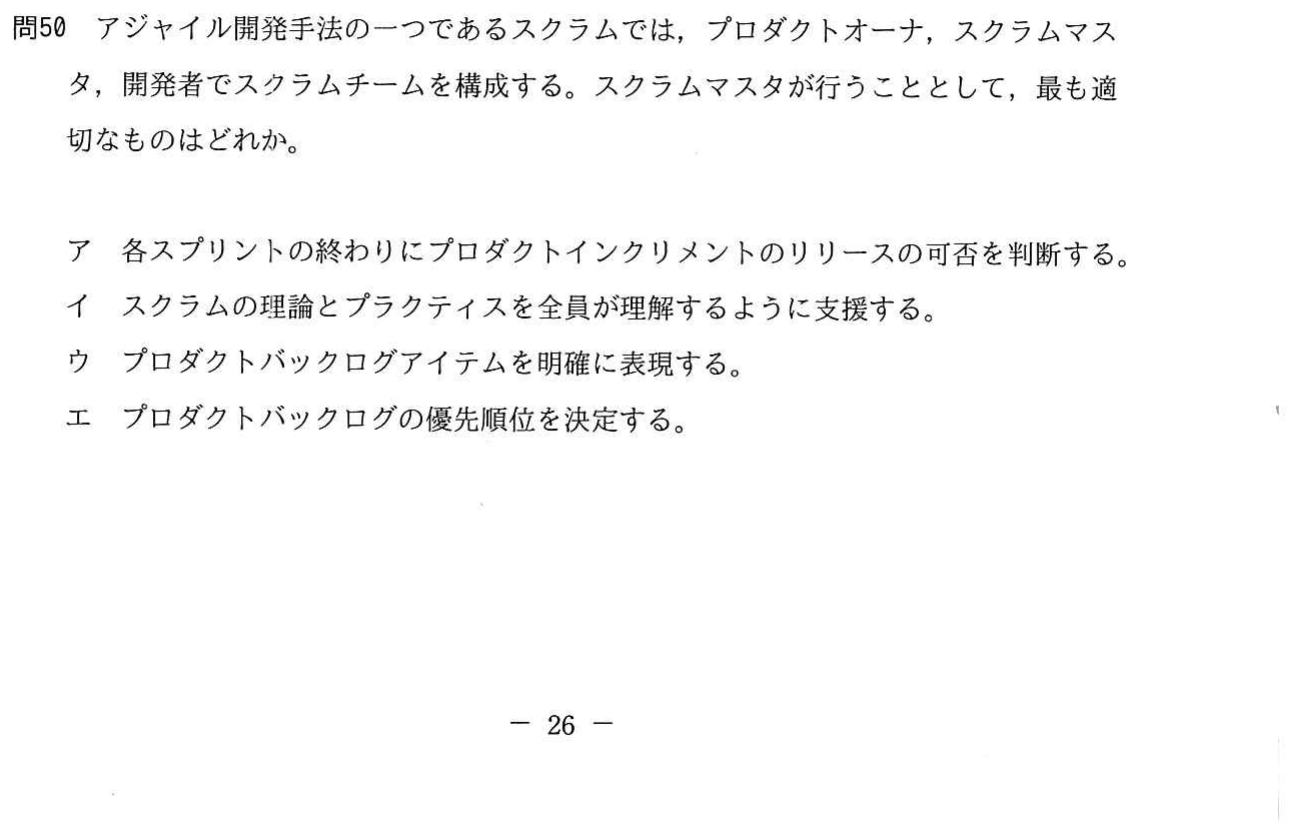 問50　アジャイル開発手法の一つであるスクラムでは，プロダクトオーナ，スクラムマス
タ，開発者でスクラムチームを構成する。スクラムマスタが行うこととして，最も適
切なものはどれか。
ア　各スプリントの終わりにプロダクトインクリメントのリリースの可否を判断する。
イ　スクラムの理論とプラクティスを全員が理解するように支援する。
ウ　プロダクトバックログアイテムを明確に表現する。
エ　プロダクトバックログの優先順位を決定する。
－ 26 －